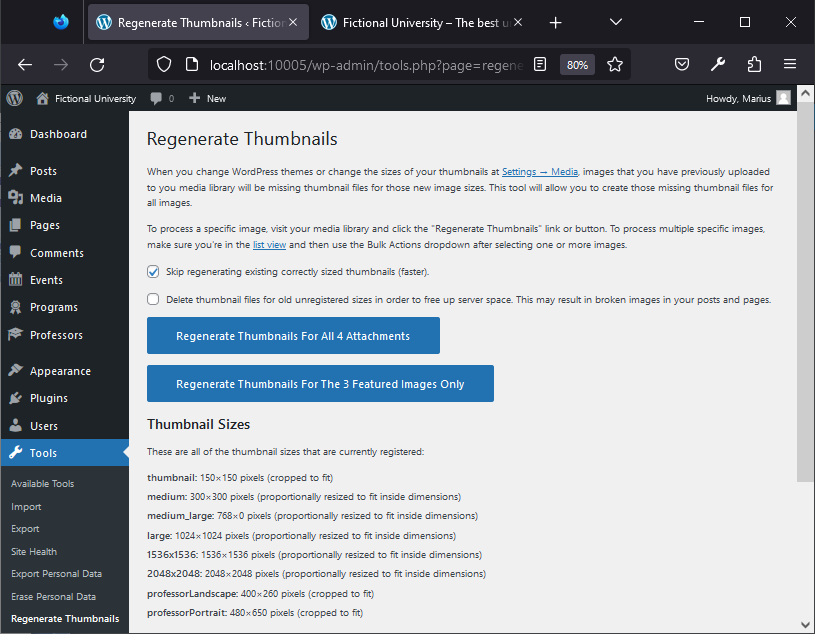 Regenerate Thumbnails ‹ Fiction
Fictional University – The best u
localhost:10005/wp-admin/tools.php?page=regene
80%
Fictional University
0
New
Howdy, Marius
Dashboard
Posts
Media
Pages
Comments
Events
Programs
Professors
Appearance
Plugins
Users
Tools
Available Tools
Import
Export
Site Health
Export Personal Data
Erase Personal Data
Regenerate Thumbnails
Regenerate Thumbnails
When you change WordPress themes or change the sizes of your thumbnails at Settings → Media, images that you have previously uploaded
to you media library will be missing thumbnail files for those new image sizes. This tool will allow you to create those missing thumbnail files for
all images.
To process a specific image, visit your media library and click the "Regenerate Thumbnails" link or button. To process multiple specific images,
make sure you're in the list view and then use the Bulk Actions dropdown after selecting one or more images.
Skip regenerating existing correctly sized thumbnails (faster).
Delete thumbnail files for old unregistered sizes in order to free up server space. This may result in broken images in your posts and pages.
Regenerate Thumbnails For All 4 Attachments
Regenerate Thumbnails For The 3 Featured Images Only
Thumbnail Sizes
These are all of the thumbnail sizes that are currently registered:
thumbnail: 150×150 pixels (cropped to fit)
medium: 300×300 pixels (proportionally resized to fit inside dimensions)
medium_large: 768×0 pixels (proportionally resized to fit inside dimensions)
large: 1024×1024 pixels (proportionally resized to fit inside dimensions)
1536x1536: 1536×1536 pixels (proportionally resized to fit inside dimensions)
2048x2048: 2048×2048 pixels (proportionally resized to fit inside dimensions)
professorLandscape: 400×260 pixels (cropped to fit)
professorPortrait: 480×650 pixels (cropped to fit)